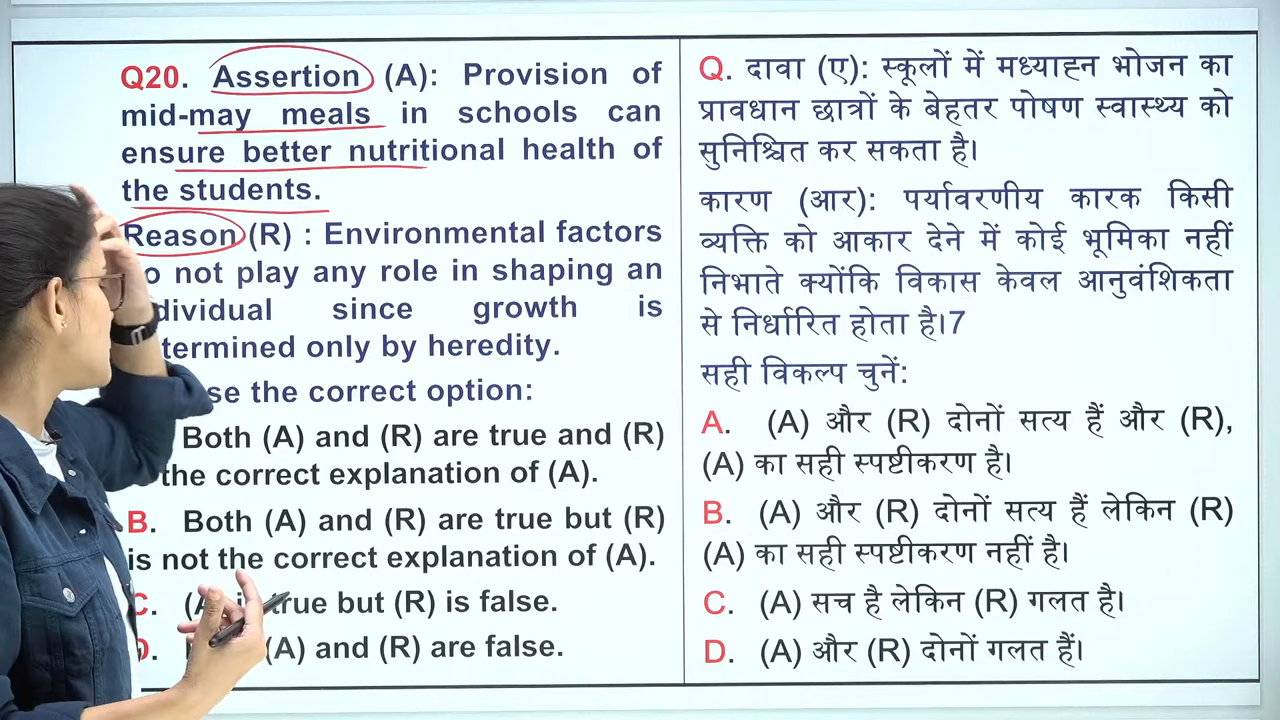 Q20. Assertion (A): Provision of
mid-may meals in schools can
ensure better nutritional health of
the students.
Reason (R) : Environmental factors
o not play any role in shaping an
dividual since growth is
termined only by heredity.
se the correct option:
Both (A) and (R) are true and (R)
the correct explanation of (A).
B. Both (A) and (R) are true but (R)
is not the correct explanation of (A).
C. (A) is true but (R) is false.
D. (A) and (R) are false.
Q. दावा (ए): स्कूलों में मध्याह्न भोजन का
प्रावधान छात्रों के बेहतर पोषण स्वास्थ्य को
सुनिश्चित कर सकता है।
कारण (आर): पर्यावरणीय कारक किसी
व्यक्ति को आकार देने में कोई भूमिका नहीं
निभाते क्योंकि विकास केवल आनुवंशिकता
से निर्धारित होता है।7
सही विकल्प चुनें:
A. (A) और (R) दोनों सत्य हैं और (R),
(A) का सही स्पष्टीकरण है।
B. (A) और (R) दोनों सत्य हैं लेकिन (R)
(A) का सही स्पष्टीकरण नहीं है।
C. (A) सच है लेकिन (R) गलत है।
D. (A) और (R) दोनों गलत हैं।